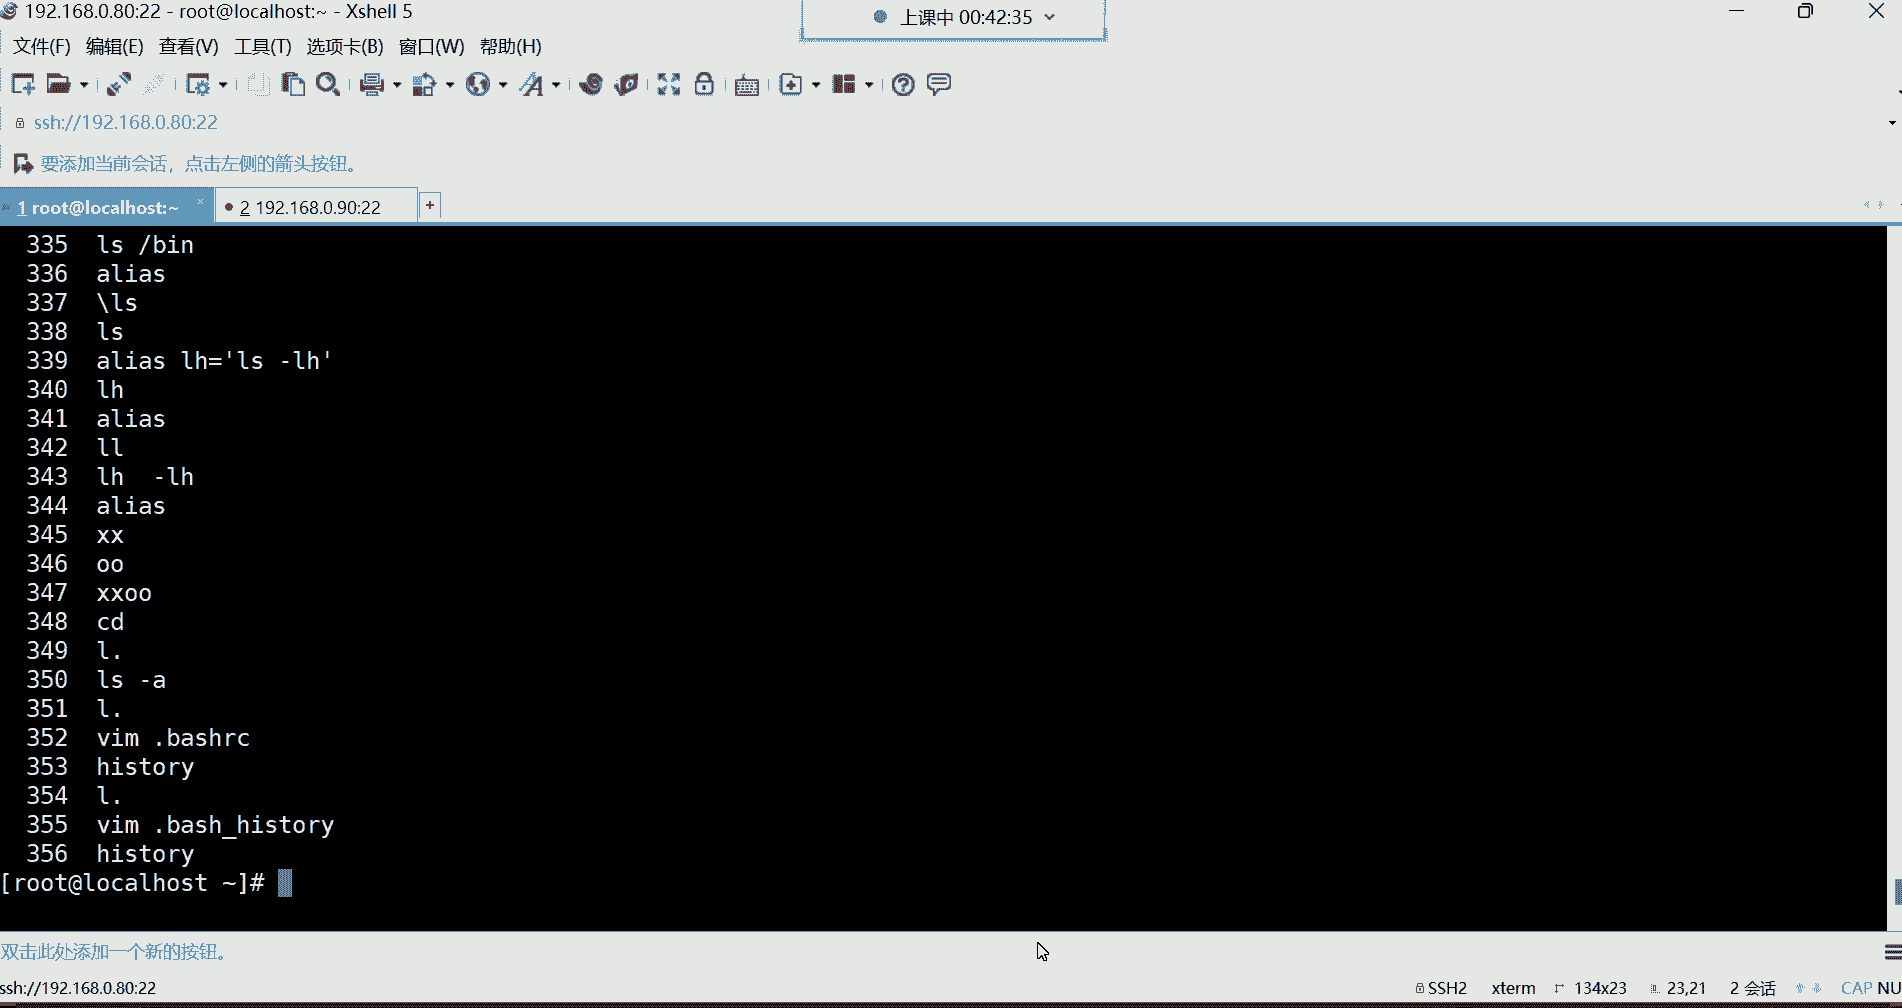 192.168.0.80:22 - root@localhost:~ - Xshell 5
上课中 00:42:35
文件(F) 编辑(E) 查看(V) 工具(T) 选项卡(B) 窗口(W) 帮助(H)
ssh://192.168.0.80:22
要添加当前会话，点击左侧的箭头按钮。
1 root@localhost:~ × 2 192.168.0.90:22 +
335 ls /bin
336 alias
337 \ls
338 ls
339 alias lh='ls -lh'
340 lh
341 alias
342 ll
343 lh  -lh
344 alias
345 xx
346 oo
347 xxoo
348 cd
349 l.
350 ls -a
351 l.
352 vim .bashrc
353 history
354 l.
355 vim .bash_history
356 history
[root@localhost ~]#
双击此处添加一个新的按钮。
ssh://192.168.0.80:22 SSH2 xterm 134x23 23,21 2 会话 CAP NU